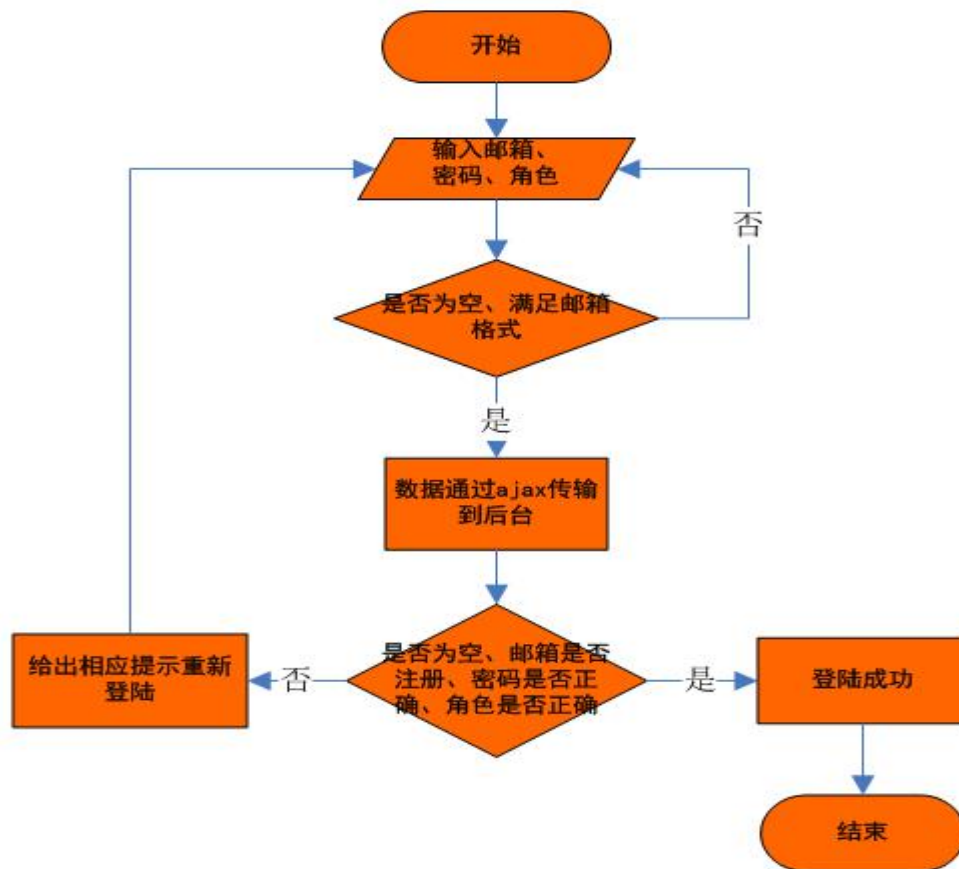 开始
输入邮箱、
密码、角色
否
是否为空、满足邮箱
格式
是
数据通过ajax传输
到后台
给出相应提示重新
登陆
否
是否为空、邮箱是否
注册、密码是否正
确、角色是否正确
是
登陆成功
结束